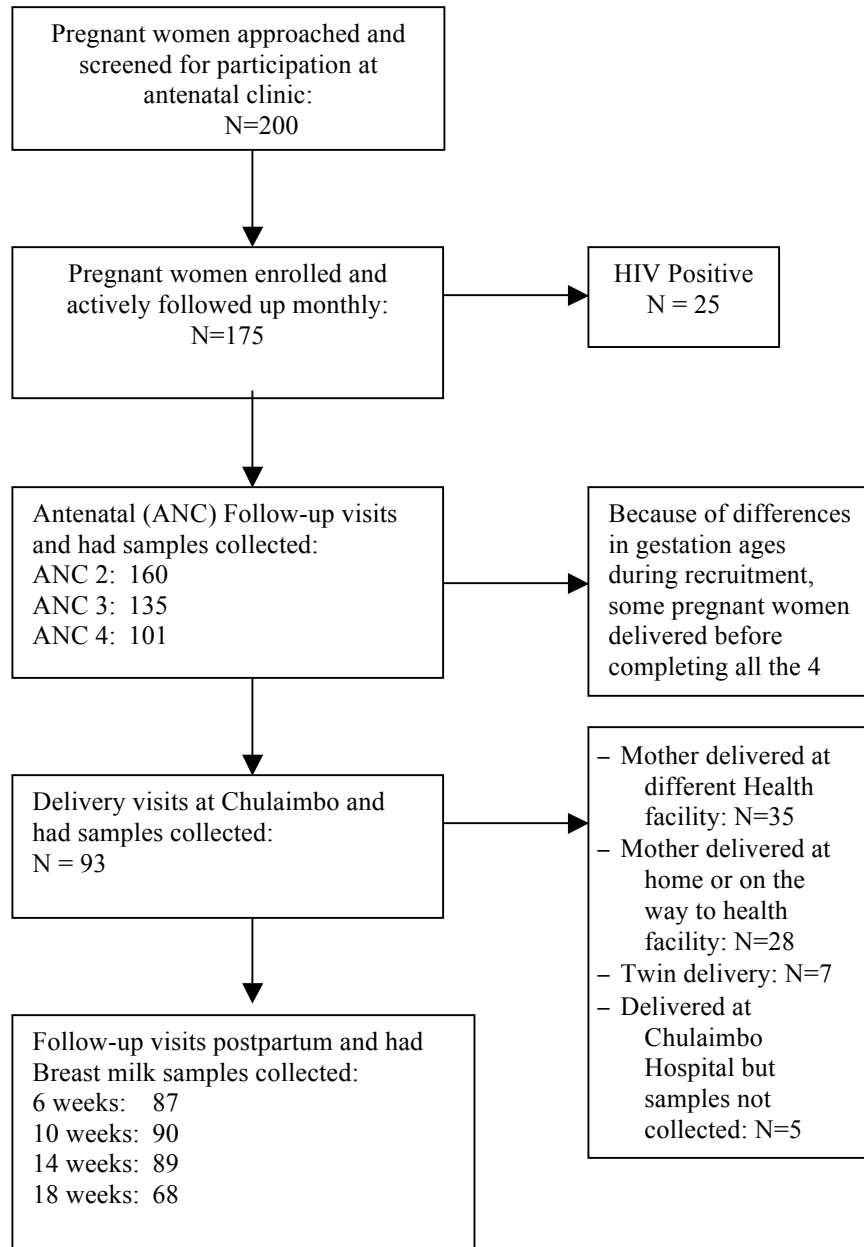 Pregnant women approached and
screened for participation at
antenatal clinic:
N=200
Pregnant women enrolled and
actively followed up monthly:
N=175
HIV Positive
N = 25
Antenatal (ANC) Follow-up visits
and had samples collected:
ANC 2: 160
ANC 3: 135
ANC 4: 101
Because of differences
in gestation ages
during recruitment,
some pregnant women
delivered before
completing all the 4
Delivery visits at Chulaimbo and
had samples collected:
N = 93
– Mother delivered at
different Health
facility: N=35
– Mother delivered at
home or on the
way to health
facility: N=28
– Twin delivery: N=7
– Delivered at
Chulaimbo
Hospital but
samples not
collected: N=5
Follow-up visits postpartum and had
Breast milk samples collected:
6 weeks: 87
10 weeks: 90
14 weeks: 89
18 weeks: 68